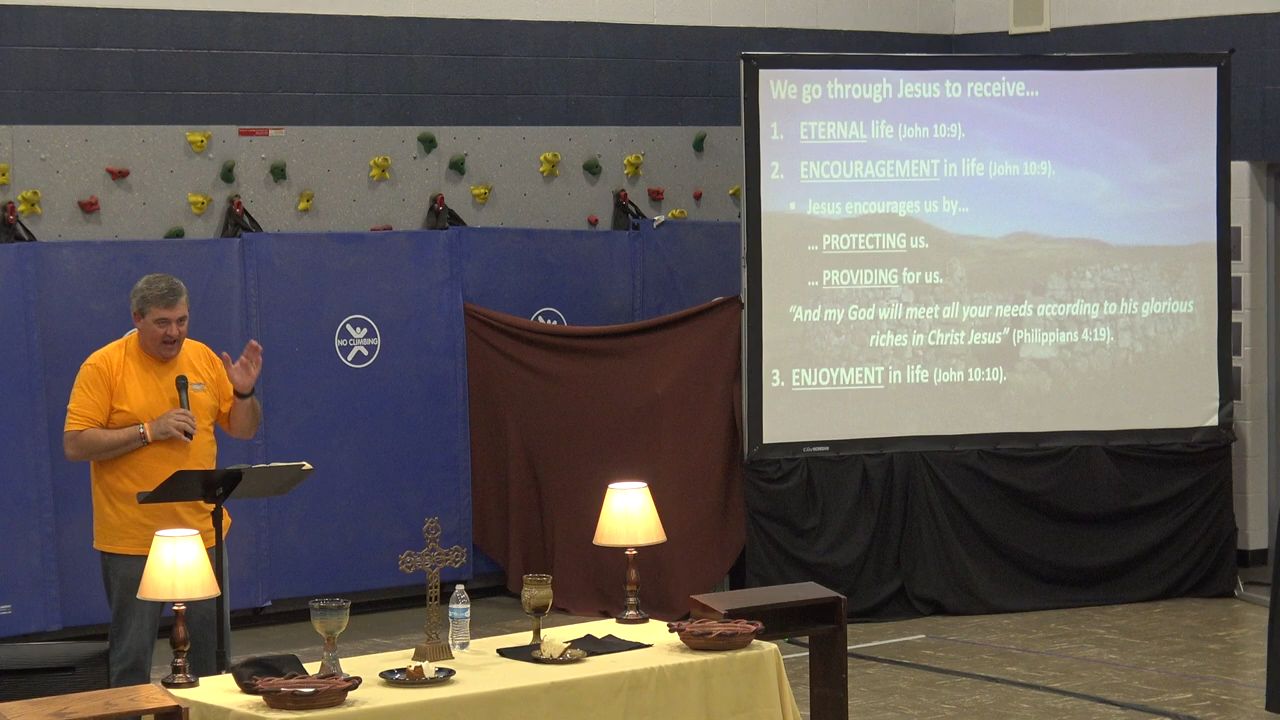 We go through Jesus to receive...
1. ETERNAL life (John 10:9).
2. ENCOURAGEMENT in life (John 10:9).
▪ Jesus encourages us by...
... PROTECTING us.
... PROVIDING for us.
“And my God will meet all your needs according to his glorious
riches in Christ Jesus” (Philippians 4:19).
3. ENJOYMENT in life (John 10:10).
NO CLIMBING